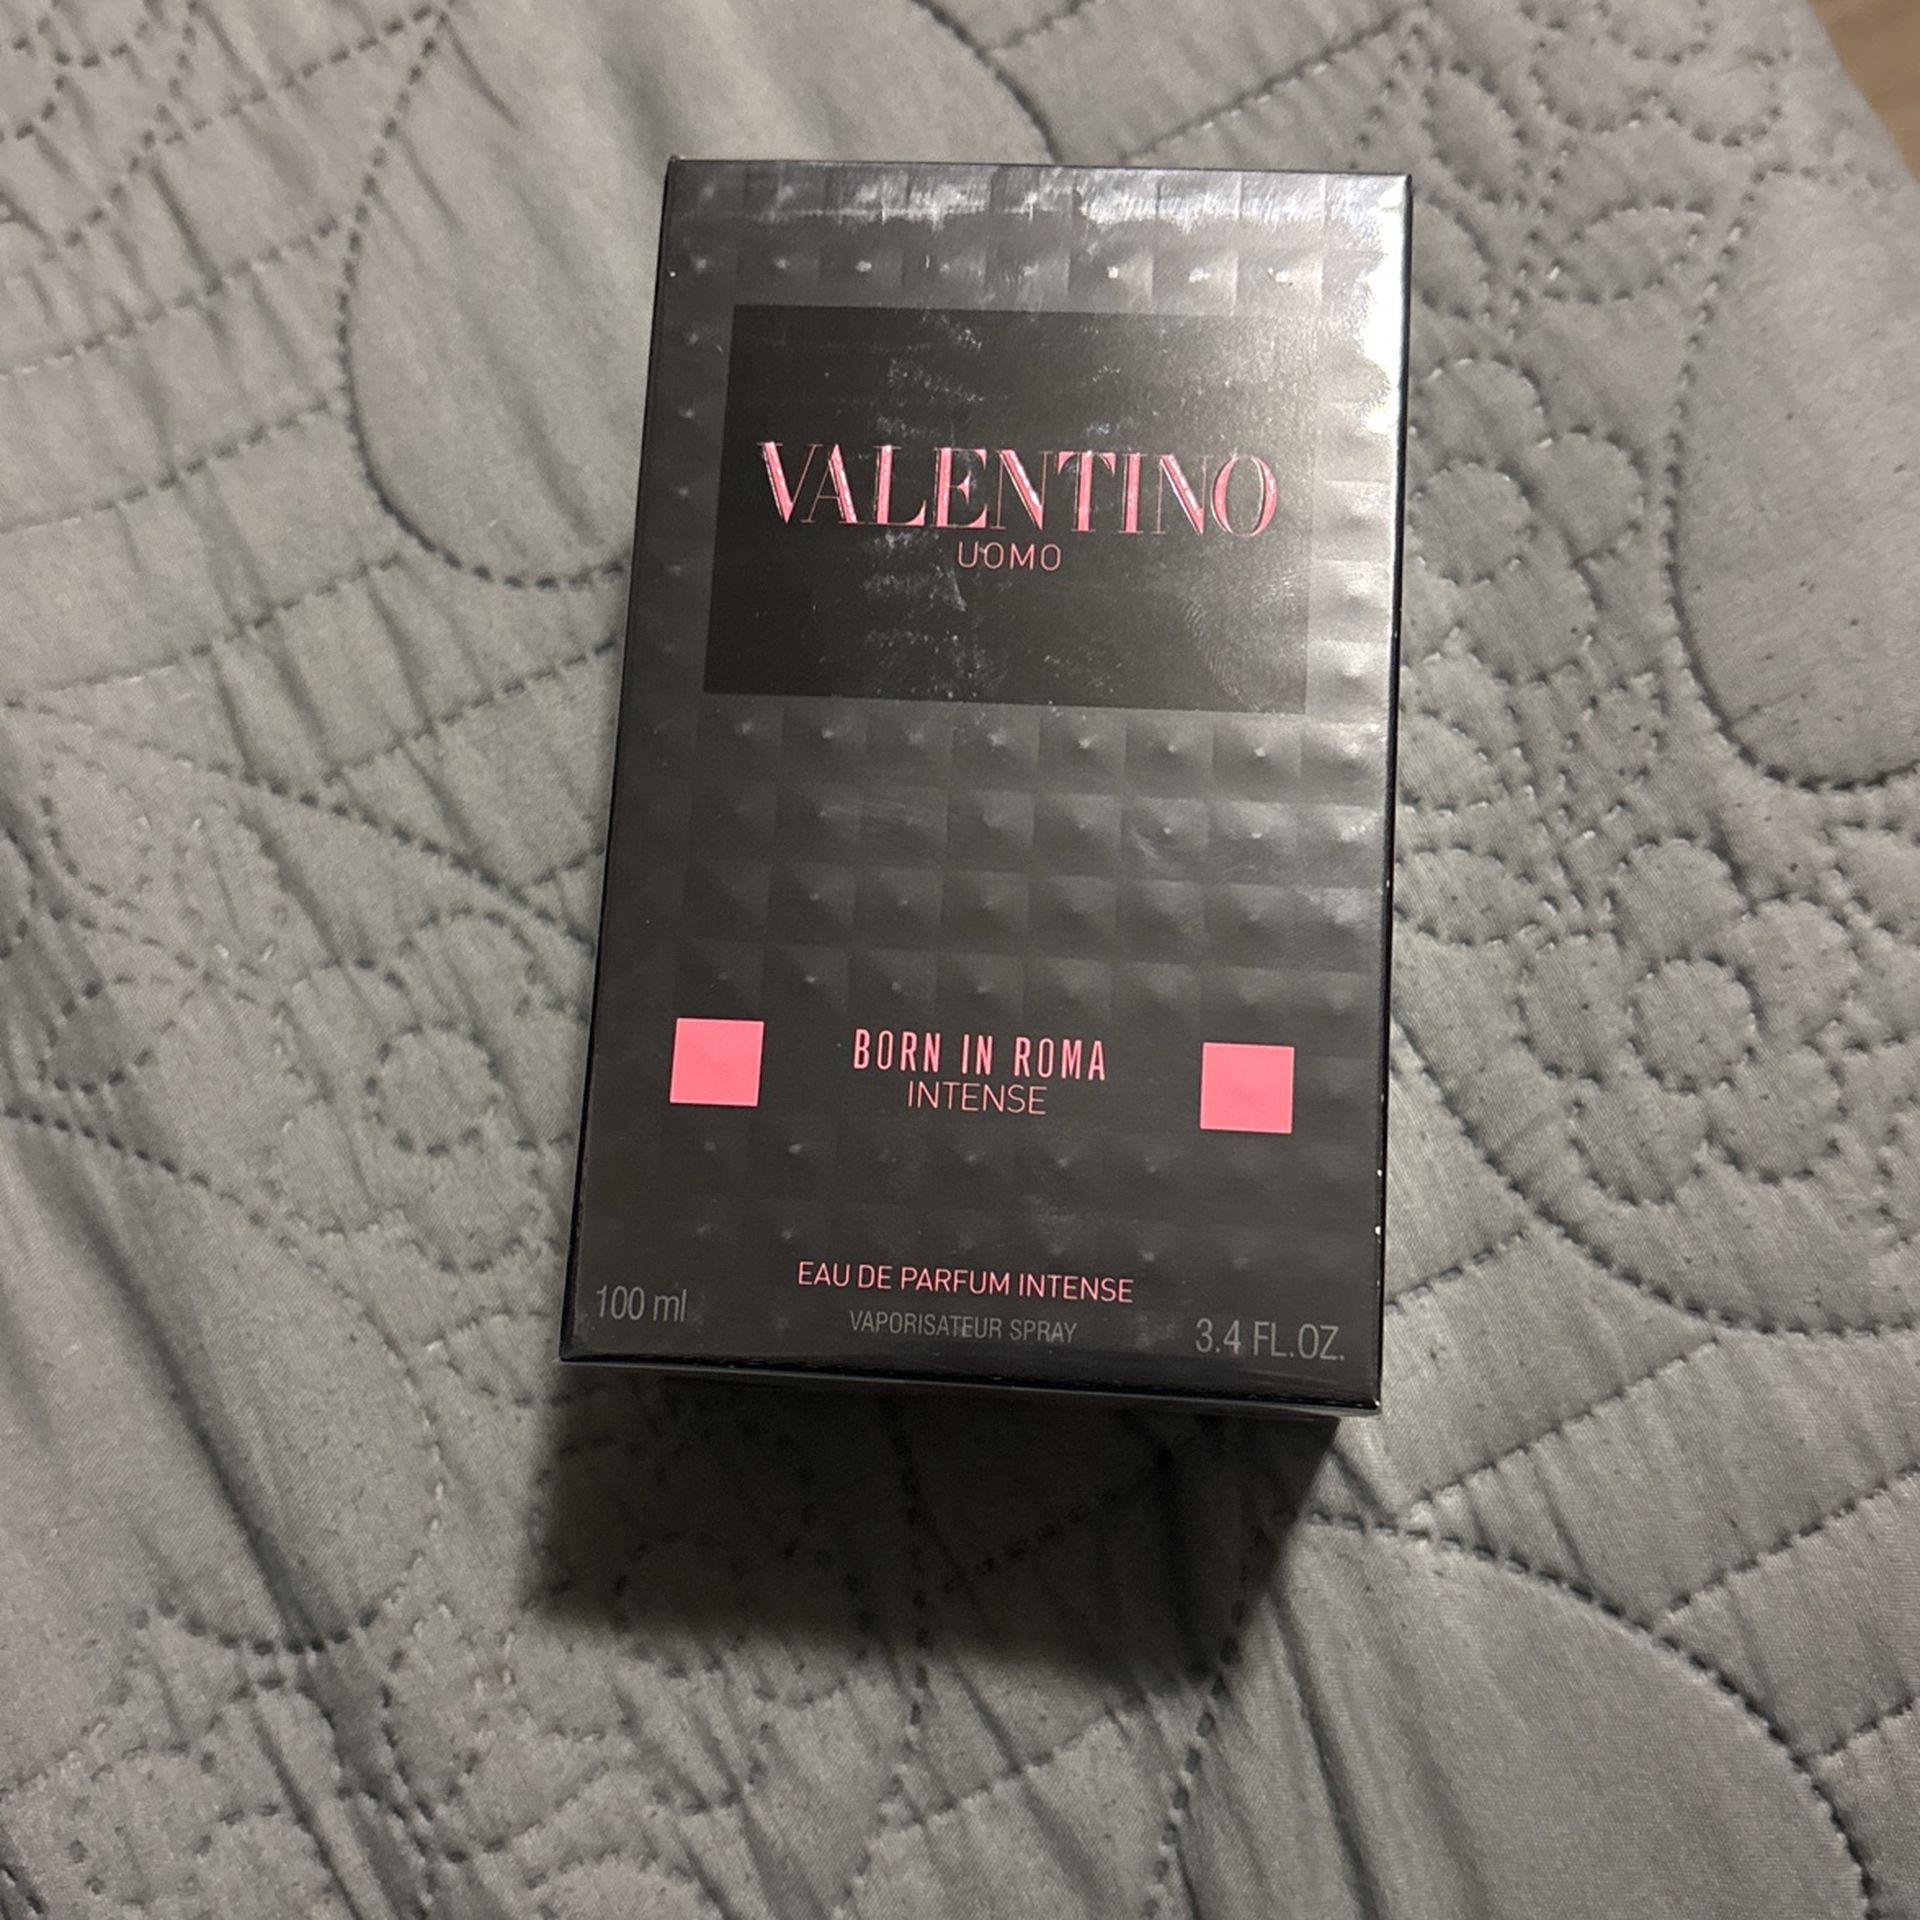 VALENTINO
UOMO
BORN IN ROMA
INTENSE
EAU DE PARFUM INTENSE
100 ml
VAPORISATEUR SPRAY
3.4 FL.OZ.